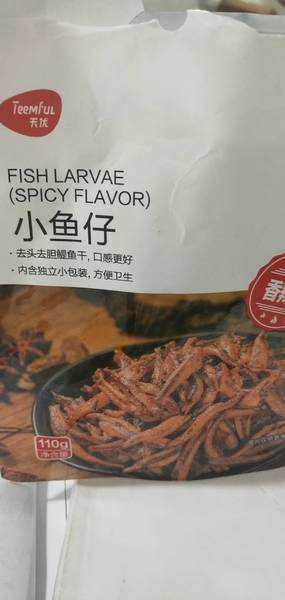 TeemFuL
天优
FISH LARVAE
(SPICY FLAVOR)
小鱼仔
· 去头去胆鳀鱼干, 口感更好
· 内含独立小包装, 方便卫生
香
110g
净含量